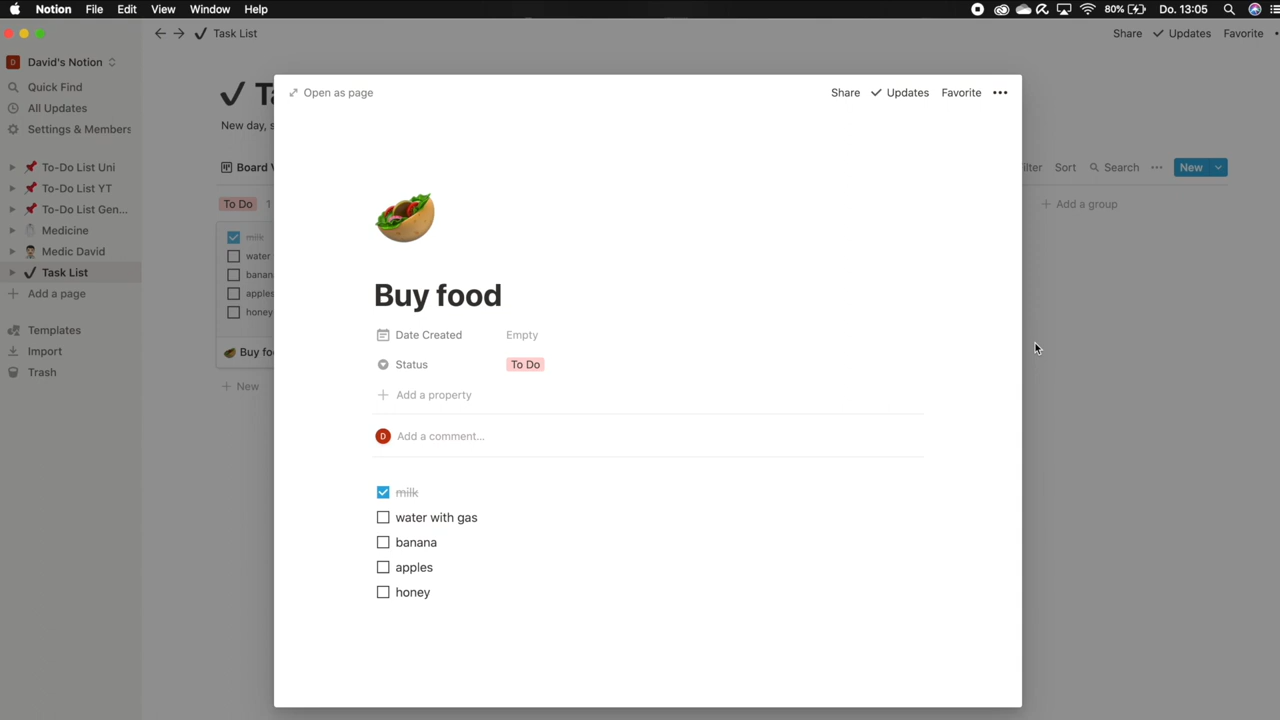 Notion File Edit View Window Help 80% Do. 13:05
Task List Share Updates Favorite
D David's Notion
Quick Find
All Updates
Settings & Members
To-Do List Uni
To-Do List YT
To-Do List Gen...
Medicine
Medic David
Task List
Add a page
Templates
Import
Trash
New day,
Board
Sort Search New
To Do 1 Add a group
milk
water
apples
honey
Buy
New
Open as page Share Updates Favorite
Buy food
Date Created Empty
Status To Do
Add a property
D Add a comment...
milk
water with gas
banana
apples
honey